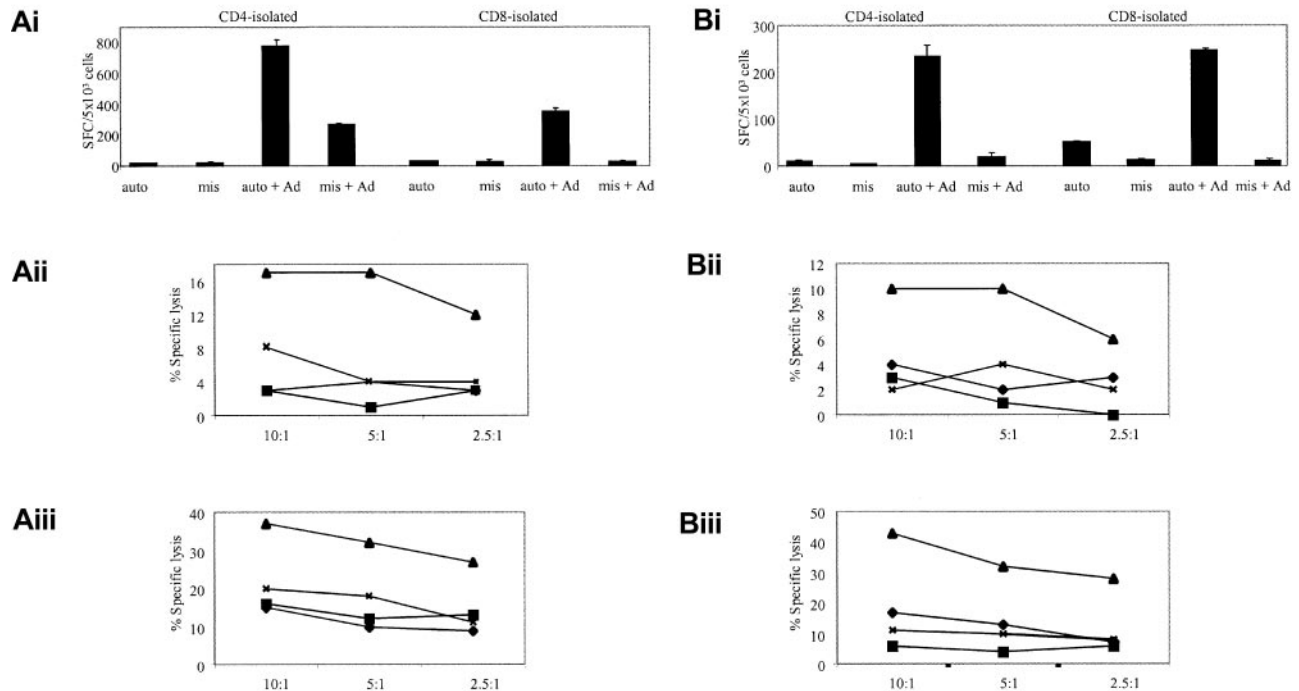 Ai
CD4-isolated CD8-isolated
SFC/5x10³ cells
800
600
400
200
0
auto mis auto + Ad mis + Ad auto mis auto + Ad mis + Ad
Bi
CD4-isolated CD8-isolated
SFC/5x10³ cells
300
200
100
0
auto mis auto + Ad mis + Ad auto mis auto + Ad mis + Ad
Aii
% Specific lysis
16
12
8
4
0
10:1 5:1 2.5:1
Bii
% Specific lysis
12
10
8
6
4
2
0
10:1 5:1 2.5:1
Aiii
% Specific lysis
40
30
20
10
0
10:1 5:1 2.5:1
Biii
% Specific lysis
50
40
30
20
10
0
10:1 5:1 2.5:1